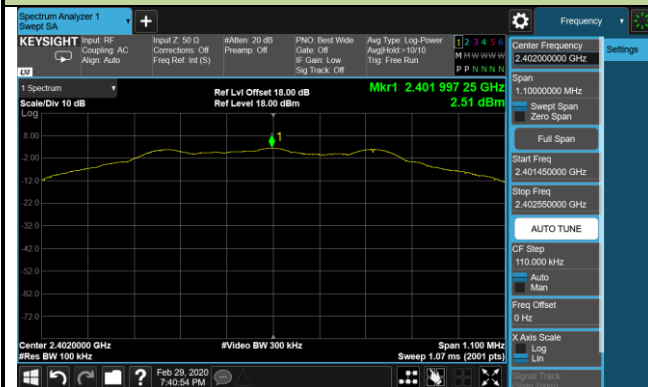 Spectrum Analyzer 1
Swept SA
Frequency
KEYSIGHT
Input: RF
Coupling: AC
Align: Auto
Input Z: 50 Ω
Corrections: Off
Freq Ref: Int (S)
#Atten: 20 dB
Preamp: Off
PNO: Best Wide
Gate: Off
IF Gain: Low
Sig Track: Off
Avg Type: Log-Power
Avg|Hold:>10/10
Trig: Free Run
1 2 3 4 5 6
M W W W W W
P P N N N N
LXI
1 Spectrum
Scale/Div 10 dB
Log
Ref Lvl Offset 18.00 dB
Ref Level 18.00 dBm
Mkr1 2.401 997 25 GHz
2.51 dBm
1
8.00
-2.00
-12.0
-22.0
-32.0
-42.0
-52.0
-62.0
-72.0
Center 2.4020000 GHz
#Res BW 100 kHz
#Video BW 300 kHz
Span 1.100 MHz
Sweep 1.07 ms (2001 pts)
Feb 29, 2020
7:40:54 PM
Center Frequency
2.402000000 GHz
Span
1.10000000 MHz
Swept Span
Zero Span
Full Span
Start Freq
2.401450000 GHz
Stop Freq
2.402550000 GHz
AUTO TUNE
CF Step
110.000 kHz
Auto
Man
Freq Offset
0 Hz
X Axis Scale
Log
Lin
Signal Track
(Span Zoom)
Settings